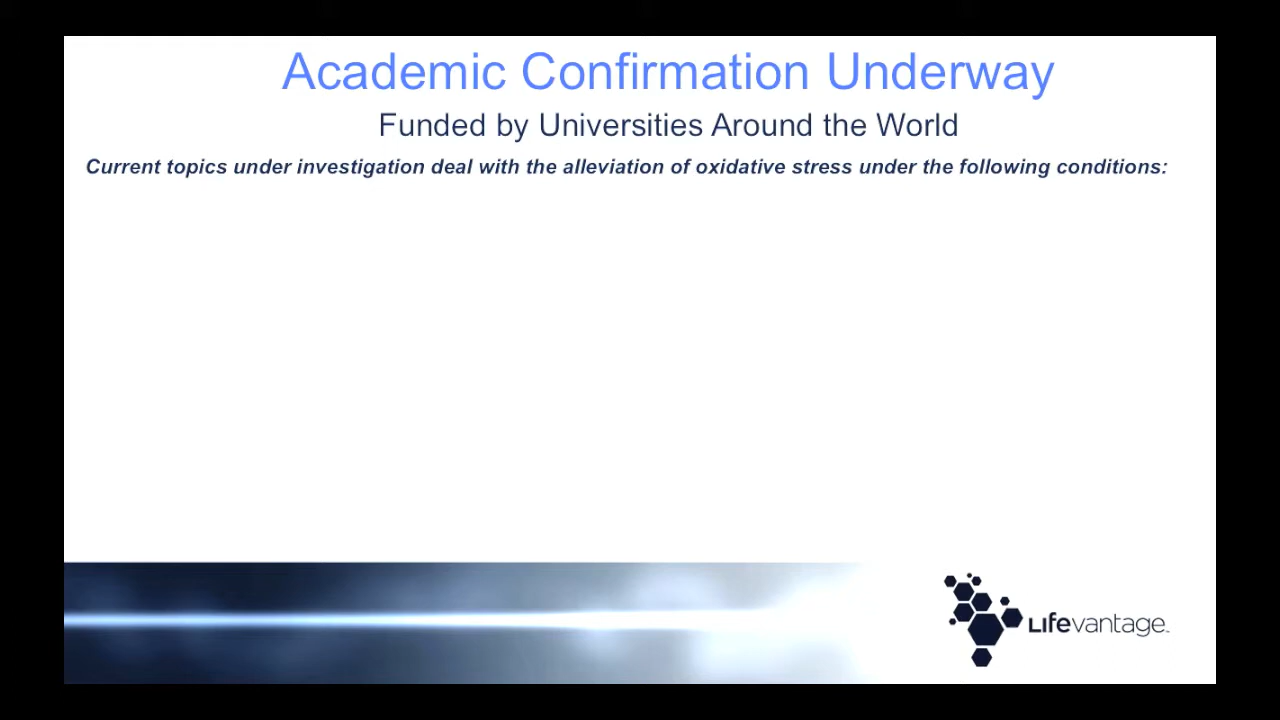 Academic Confirmation Underway
Funded by Universities Around the World
Current topics under investigation deal with the alleviation of oxidative stress under the following conditions:
Lifevantage™